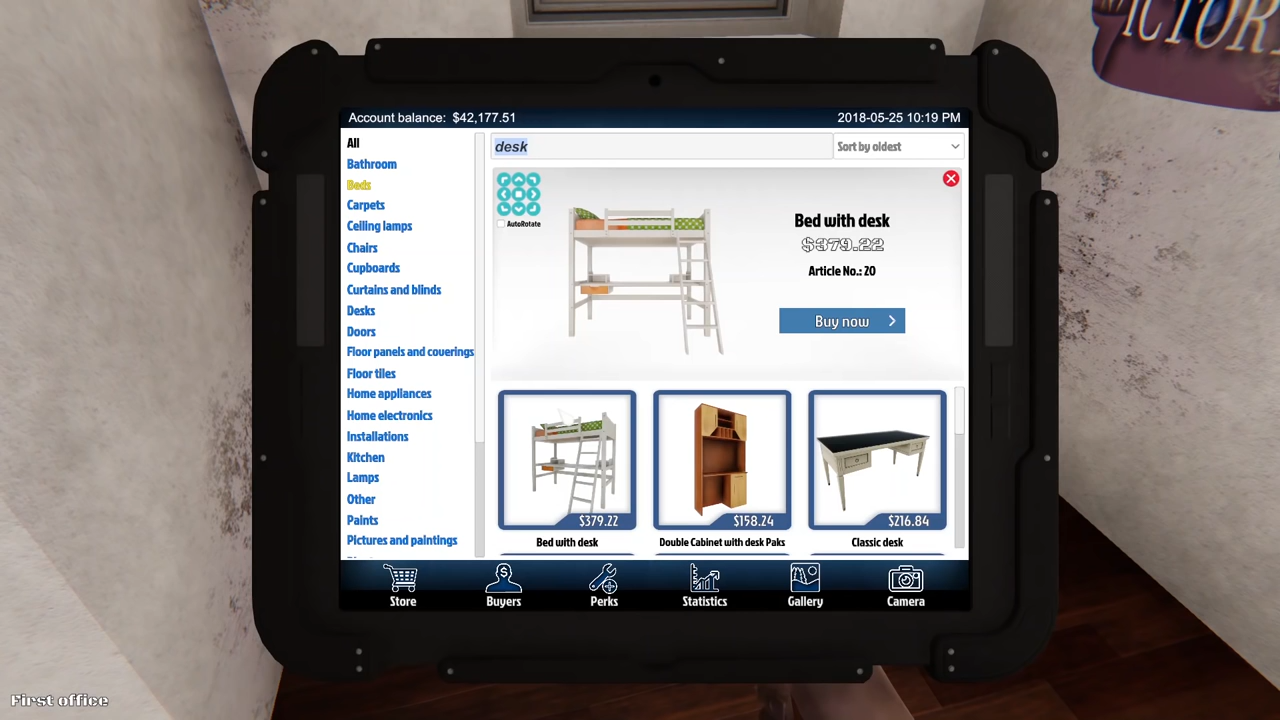 ICTOR
Account balance: $42,177.51
2018-05-25 10:19 PM
All
Bathroom
Beds
Carpets
Ceiling lamps
Chairs
Cupboards
Curtains and blinds
Desks
Doors
Floor panels and coverings
Floor tiles
Home appliances
Home electronics
Installations
Kitchen
Lamps
Other
Paints
Pictures and paintings
desk
Sort by oldest
AutoRotate
Bed with desk
$379.22
Article No.: 20
Buy now
$379.22
$158.24
$216.84
Bed with desk
Double Cabinet with desk Paks
Classic desk
Store
Buyers
Perks
Statistics
Gallery
Camera
First office